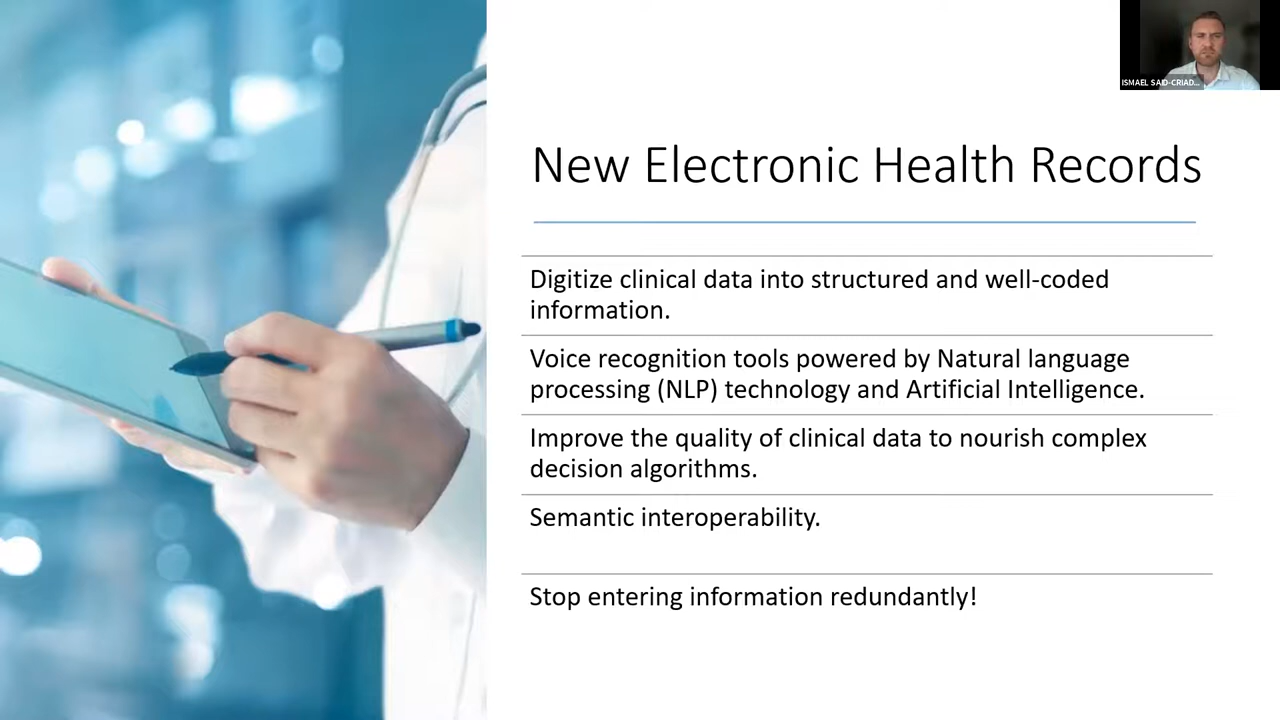 ISMAEL SAID-CRIAD...
New Electronic Health Records
Digitize clinical data into structured and well-coded
information.
Voice recognition tools powered by Natural language
processing (NLP) technology and Artificial Intelligence.
Improve the quality of clinical data to nourish complex
decision algorithms.
Semantic interoperability.
Stop entering information redundantly!